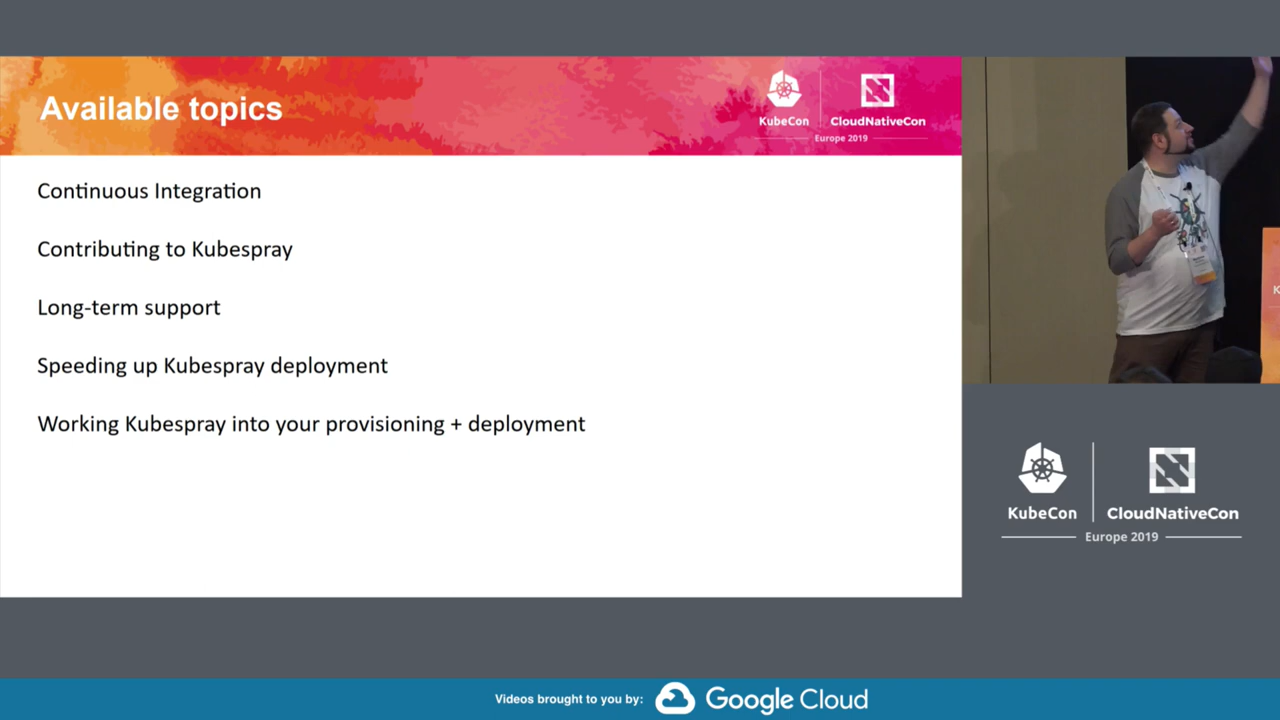 Available topics
KubeCon
CloudNativeCon
Europe 2019
Continuous Integration
Contributing to Kubespray
Long-term support
Speeding up Kubespray deployment
Working Kubespray into your provisioning + deployment
K
KubeCon
CloudNativeCon
Europe 2019
Videos brought to you by:
Google Cloud